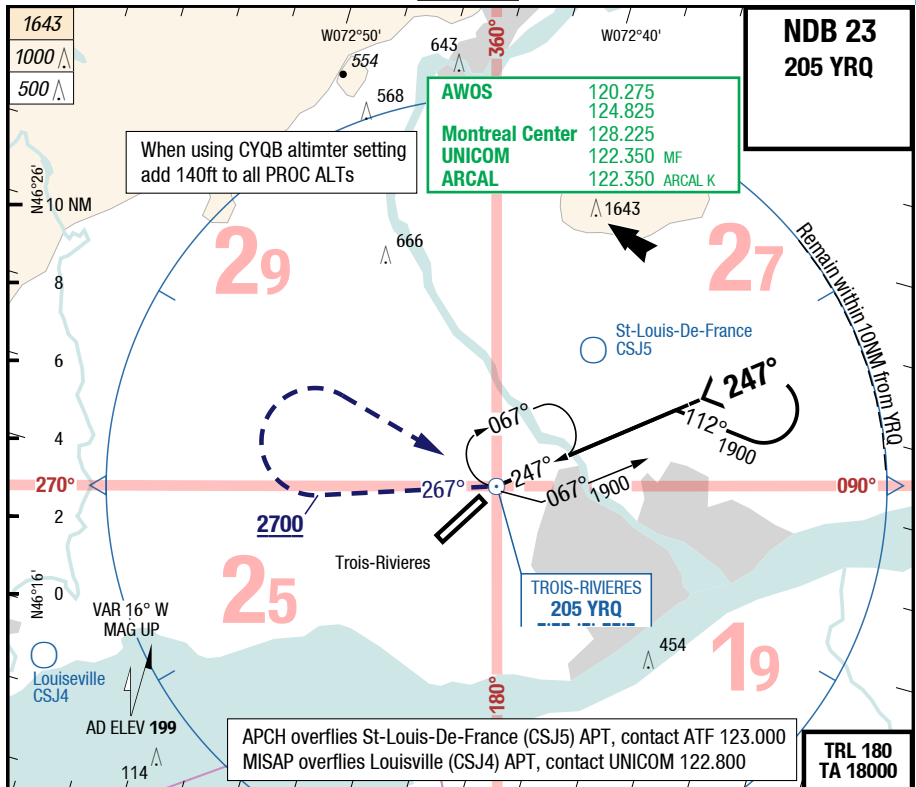 1643
1000
500
W072°50'
643
360°
W072°40'
NDB 23
205 YRQ
554
568
AWOS 120.275
124.825
Montreal Center 128.225
UNICOM 122.350 MF
ARCAL 122.350 ARCAL K
When using CYQB altimter setting
add 140ft to all PROC ALTs
N46°26'
10 NM
1643
29
666
27
Remain within 10NM from YRQ
8
St-Louis-De-France
CSJ5
6
247°
067°
112°
1900
4
247°
270°
267°
067° 1900
090°
2700
2
Trois-Rivieres
25
TROIS-RIVIERES
205 YRQ
N46°16'
0
VAR 16° W
MAG UP
454
19
Louiseville
CSJ4
180°
AD ELEV 199
114
APCH overflies St-Louis-De-France (CSJ5) APT, contact ATF 123.000
MISAP overflies Louisville (CSJ4) APT, contact UNICOM 122.800
TRL 180
TA 18000